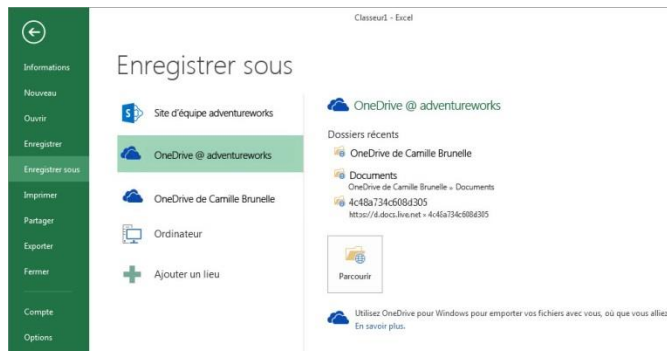 Classeur1 - Excel
Informations
Nouveau
Ouvrir
Enregistrer
Enregistrer sous
Imprimer
Partager
Exporter
Fermer
Compte
Options
Enregistrer sous
Site d'équipe adventureworks
OneDrive @ adventureworks
OneDrive de Camille Brunelle
Ordinateur
Ajouter un lieu
OneDrive @ adventureworks
Dossiers récents
OneDrive de Camille Brunelle
Documents
OneDrive de Camille Brunelle » Documents
4c48a734c608d305
https://d.docs.live.net » 4c48a734c608d305
Parcourir
Utilisez OneDrive pour Windows pour emporter vos fichiers avec vous, où que vous alliez
En savoir plus.